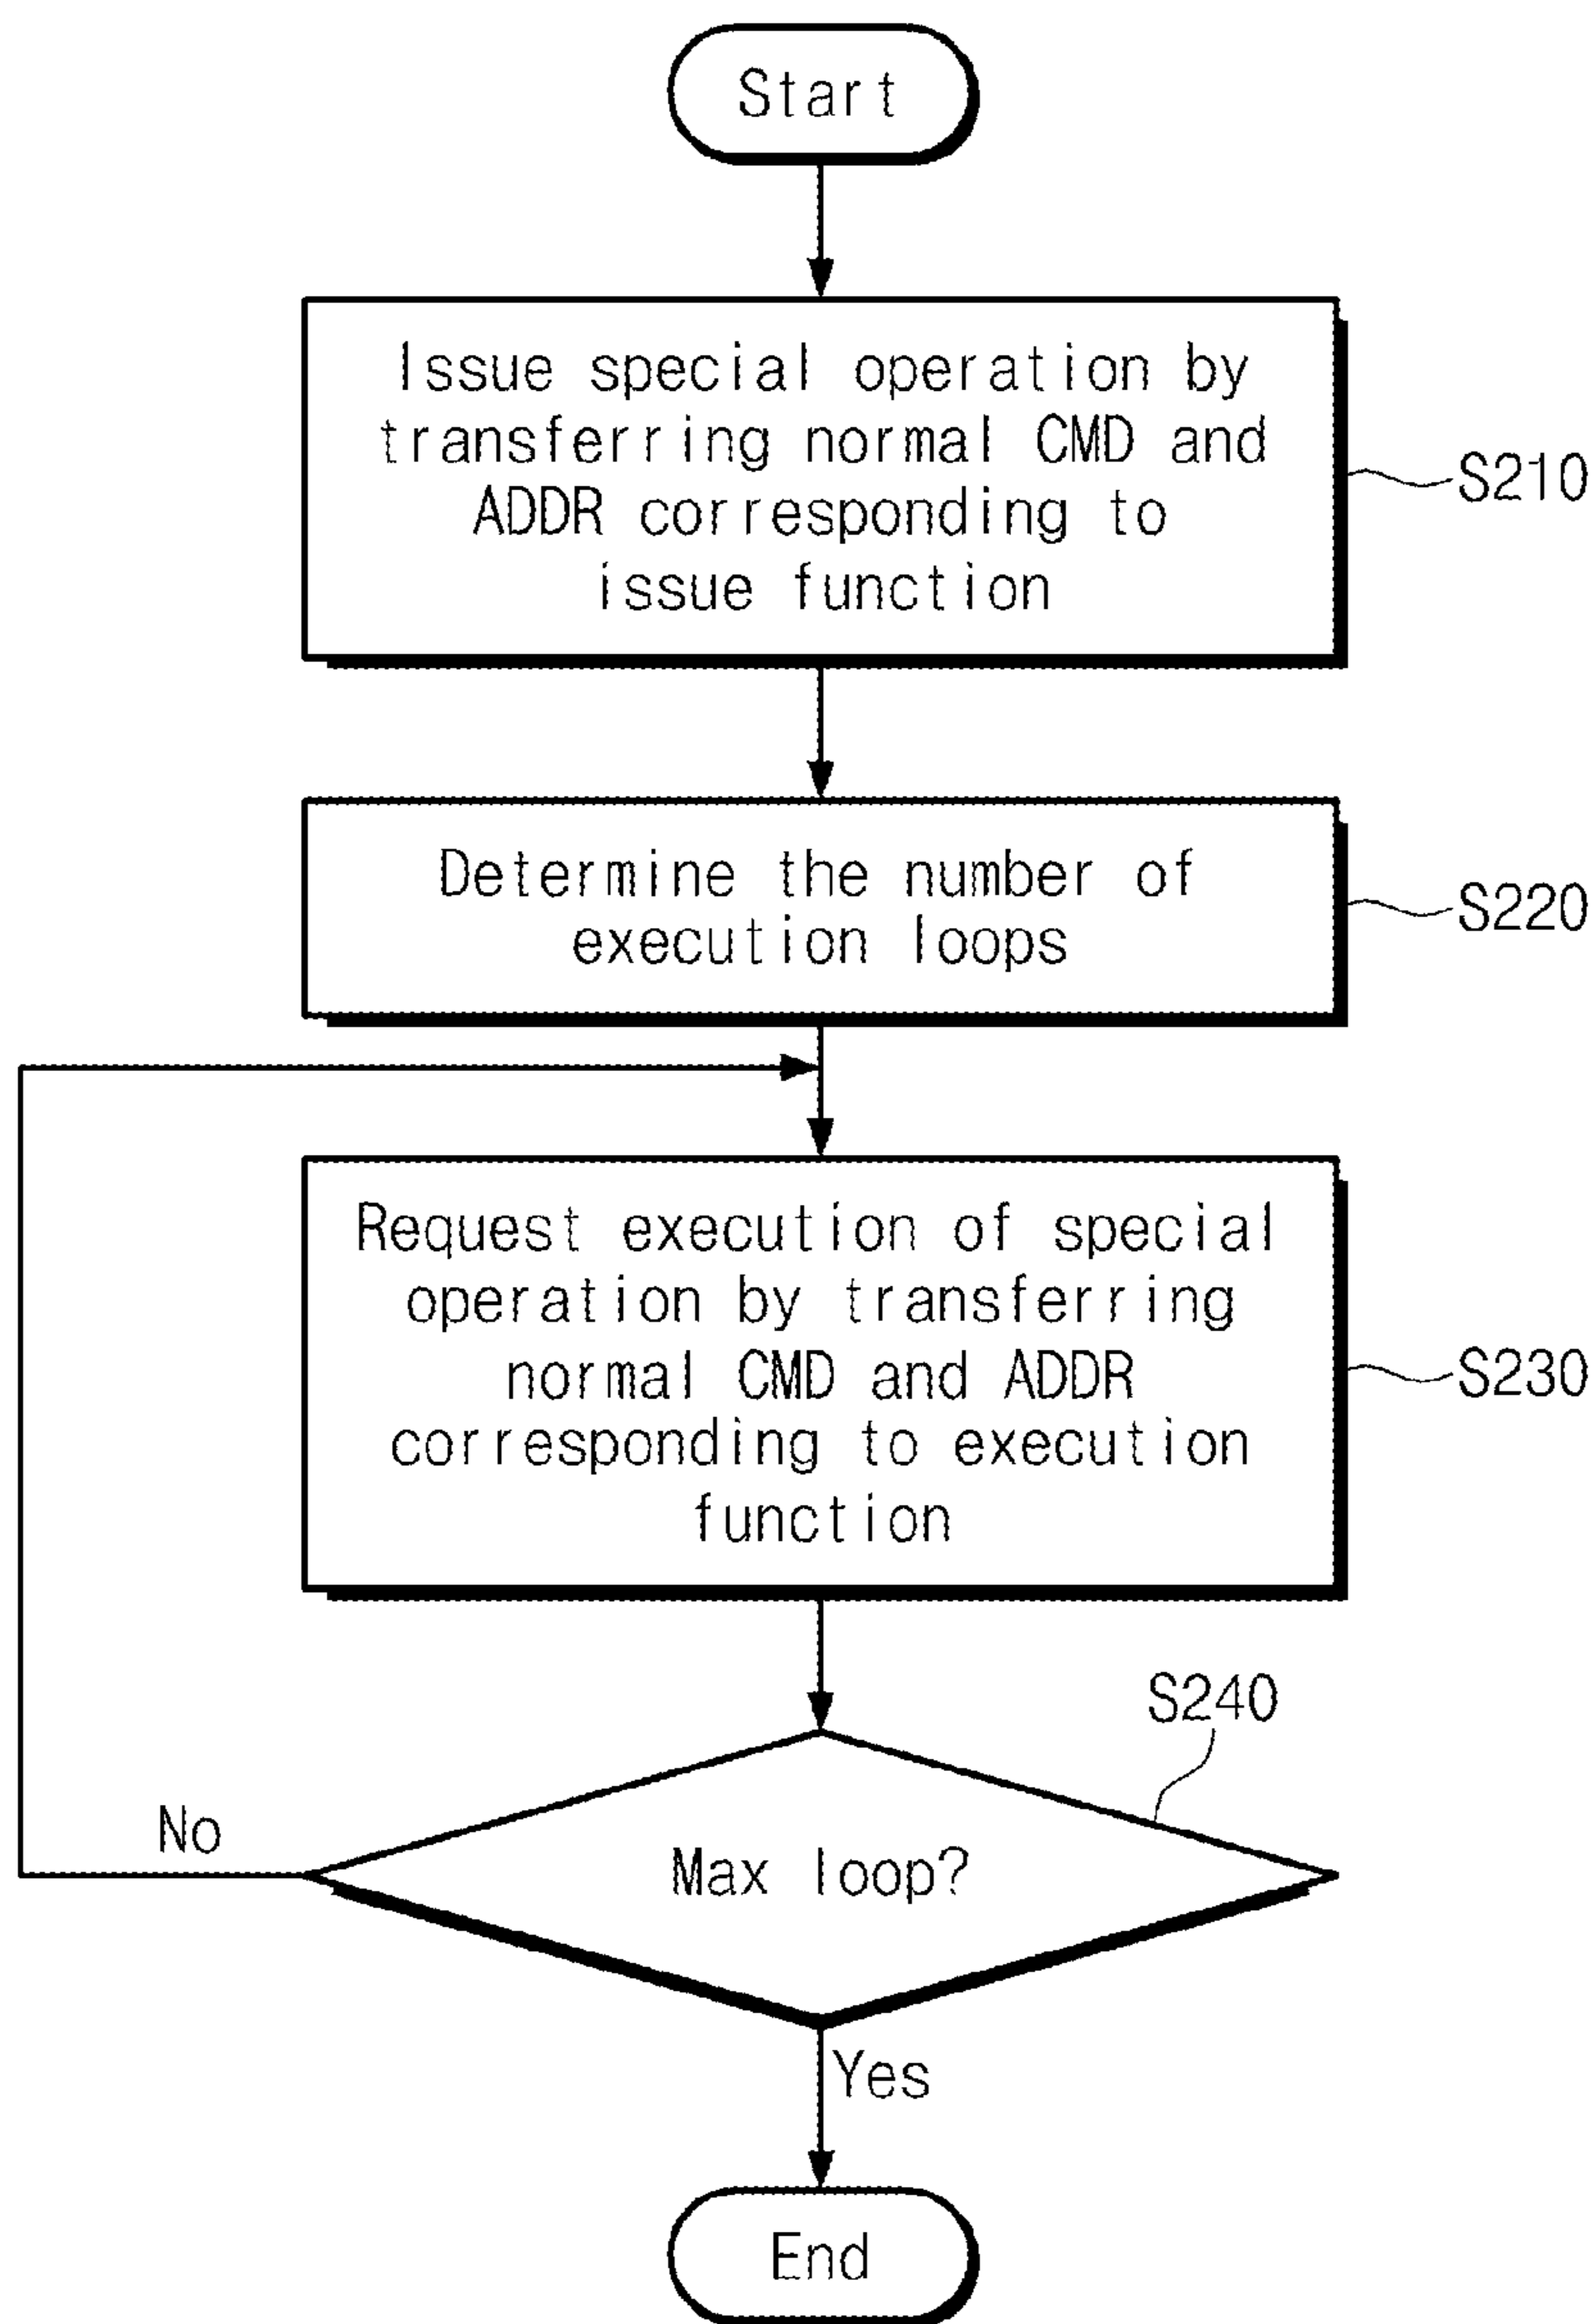 Start
Issue special operation by
transferring normal CMD and
ADDR corresponding to
issue function
S210
Determine the number of
execution loops
S220
Request execution of special
operation by transferring
normal CMD and ADDR
corresponding to execution
function
S230
S240
No
Max loop?
Yes
End